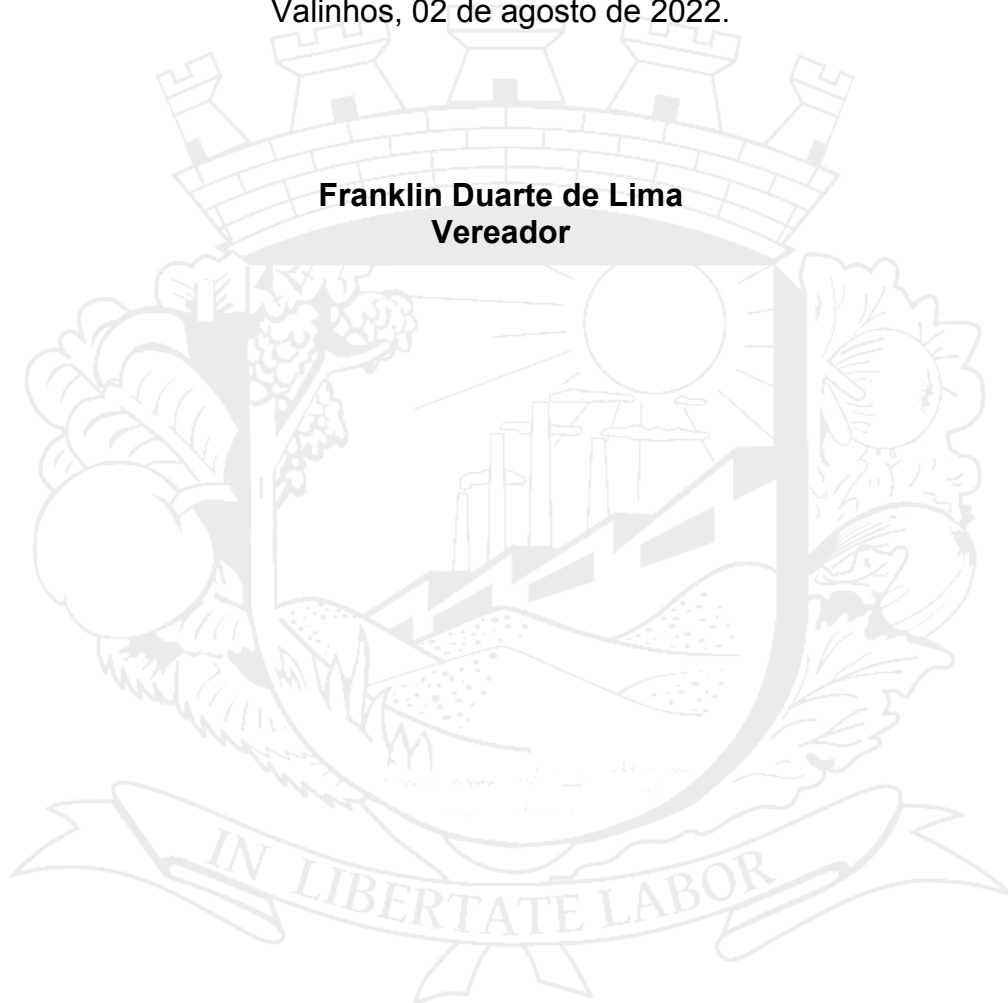 Valinhos, 02 de agosto de 2022.
Franklin Duarte de Lima
Vereador
IN LIBERTATE LABOR